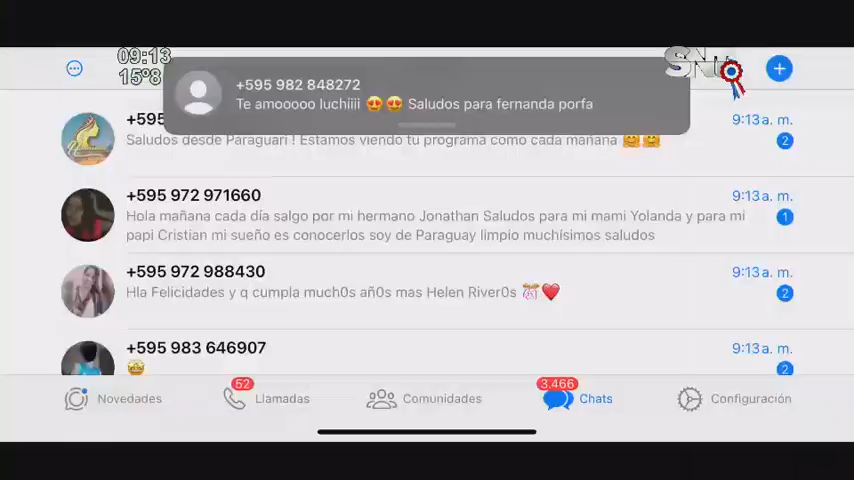 09:13
15°8
SNT
+595 982 848272
Te amooooo luchiiii 😍😍 Saludos para fernanda porfa
+595
9:13 a. m.
Saludos desde Paraguari ! Estamos viendo tu programa como cada mañana 🤗🤗
2
+595 972 971660
9:13 a. m.
Hola mañana cada día salgo por mi hermano Jonathan Saludos para mi mami Yolanda y para mi
1
papi Cristian mi sueño es conocerlos soy de Paraguay limpio muchísimos saludos
+595 972 988430
9:13 a. m.
Hla Felicidades y q cumpla much0s añ0s mas Helen River0s 🎊❤️
2
+595 983 646907
9:13 a. m.
🤩
2
Novedades
52
Llamadas
Comunidades
3.466
Chats
Configuración